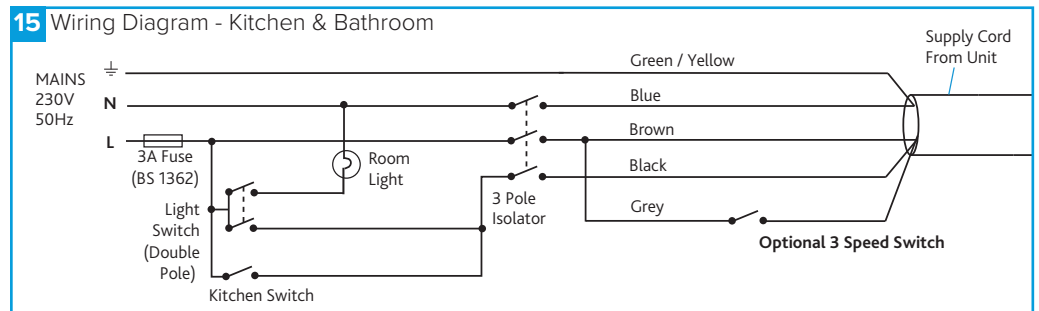 15 Wiring Diagram - Kitchen & Bathroom
Supply Cord
From Unit
MAINS
230V
50Hz
N
L
3A Fuse
(BS 1362)
Light
Switch
(Double
Pole)
Kitchen Switch
Room
Light
3 Pole
Isolator
Green / Yellow
Blue
Brown
Black
Grey
Optional 3 Speed Switch